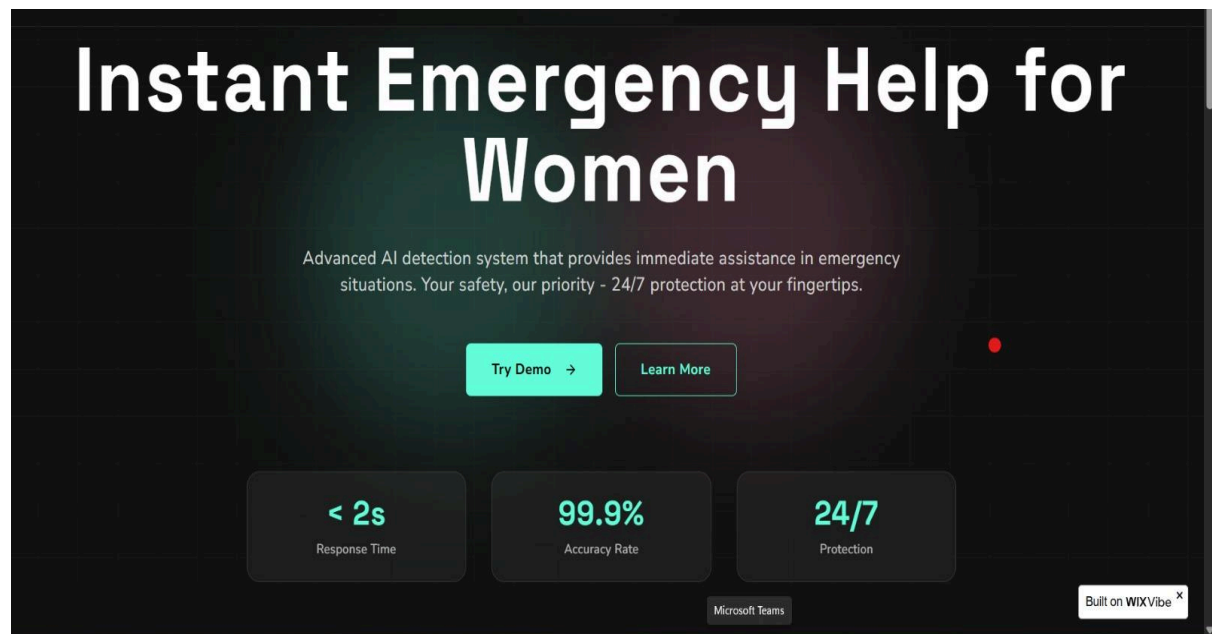 Instant Emergency Help for
Women
Advanced AI detection system that provides immediate assistance in emergency
situations. Your safety, our priority - 24/7 protection at your fingertips.
Try Demo →
Learn More
< 2s
Response Time
99.9%
Accuracy Rate
24/7
Protection
Microsoft Teams
Built on WIXVibe ×